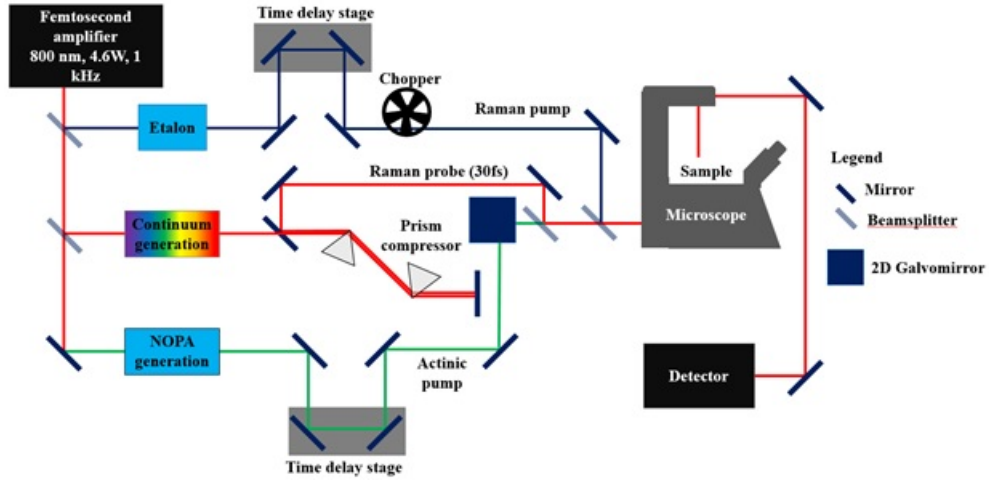 Femtosecond
amplifier
800 nm, 4.6W, 1
kHz
Time delay stage
Chopper
Etalon
Raman pump
Raman probe (30fs)
Sample
Legend
Mirror
Beamsplitter
Continuum
generation
Prism
compressor
Microscope
2D Galvomirror
NOPA
generation
Actinic
pump
Detector
Time delay stage